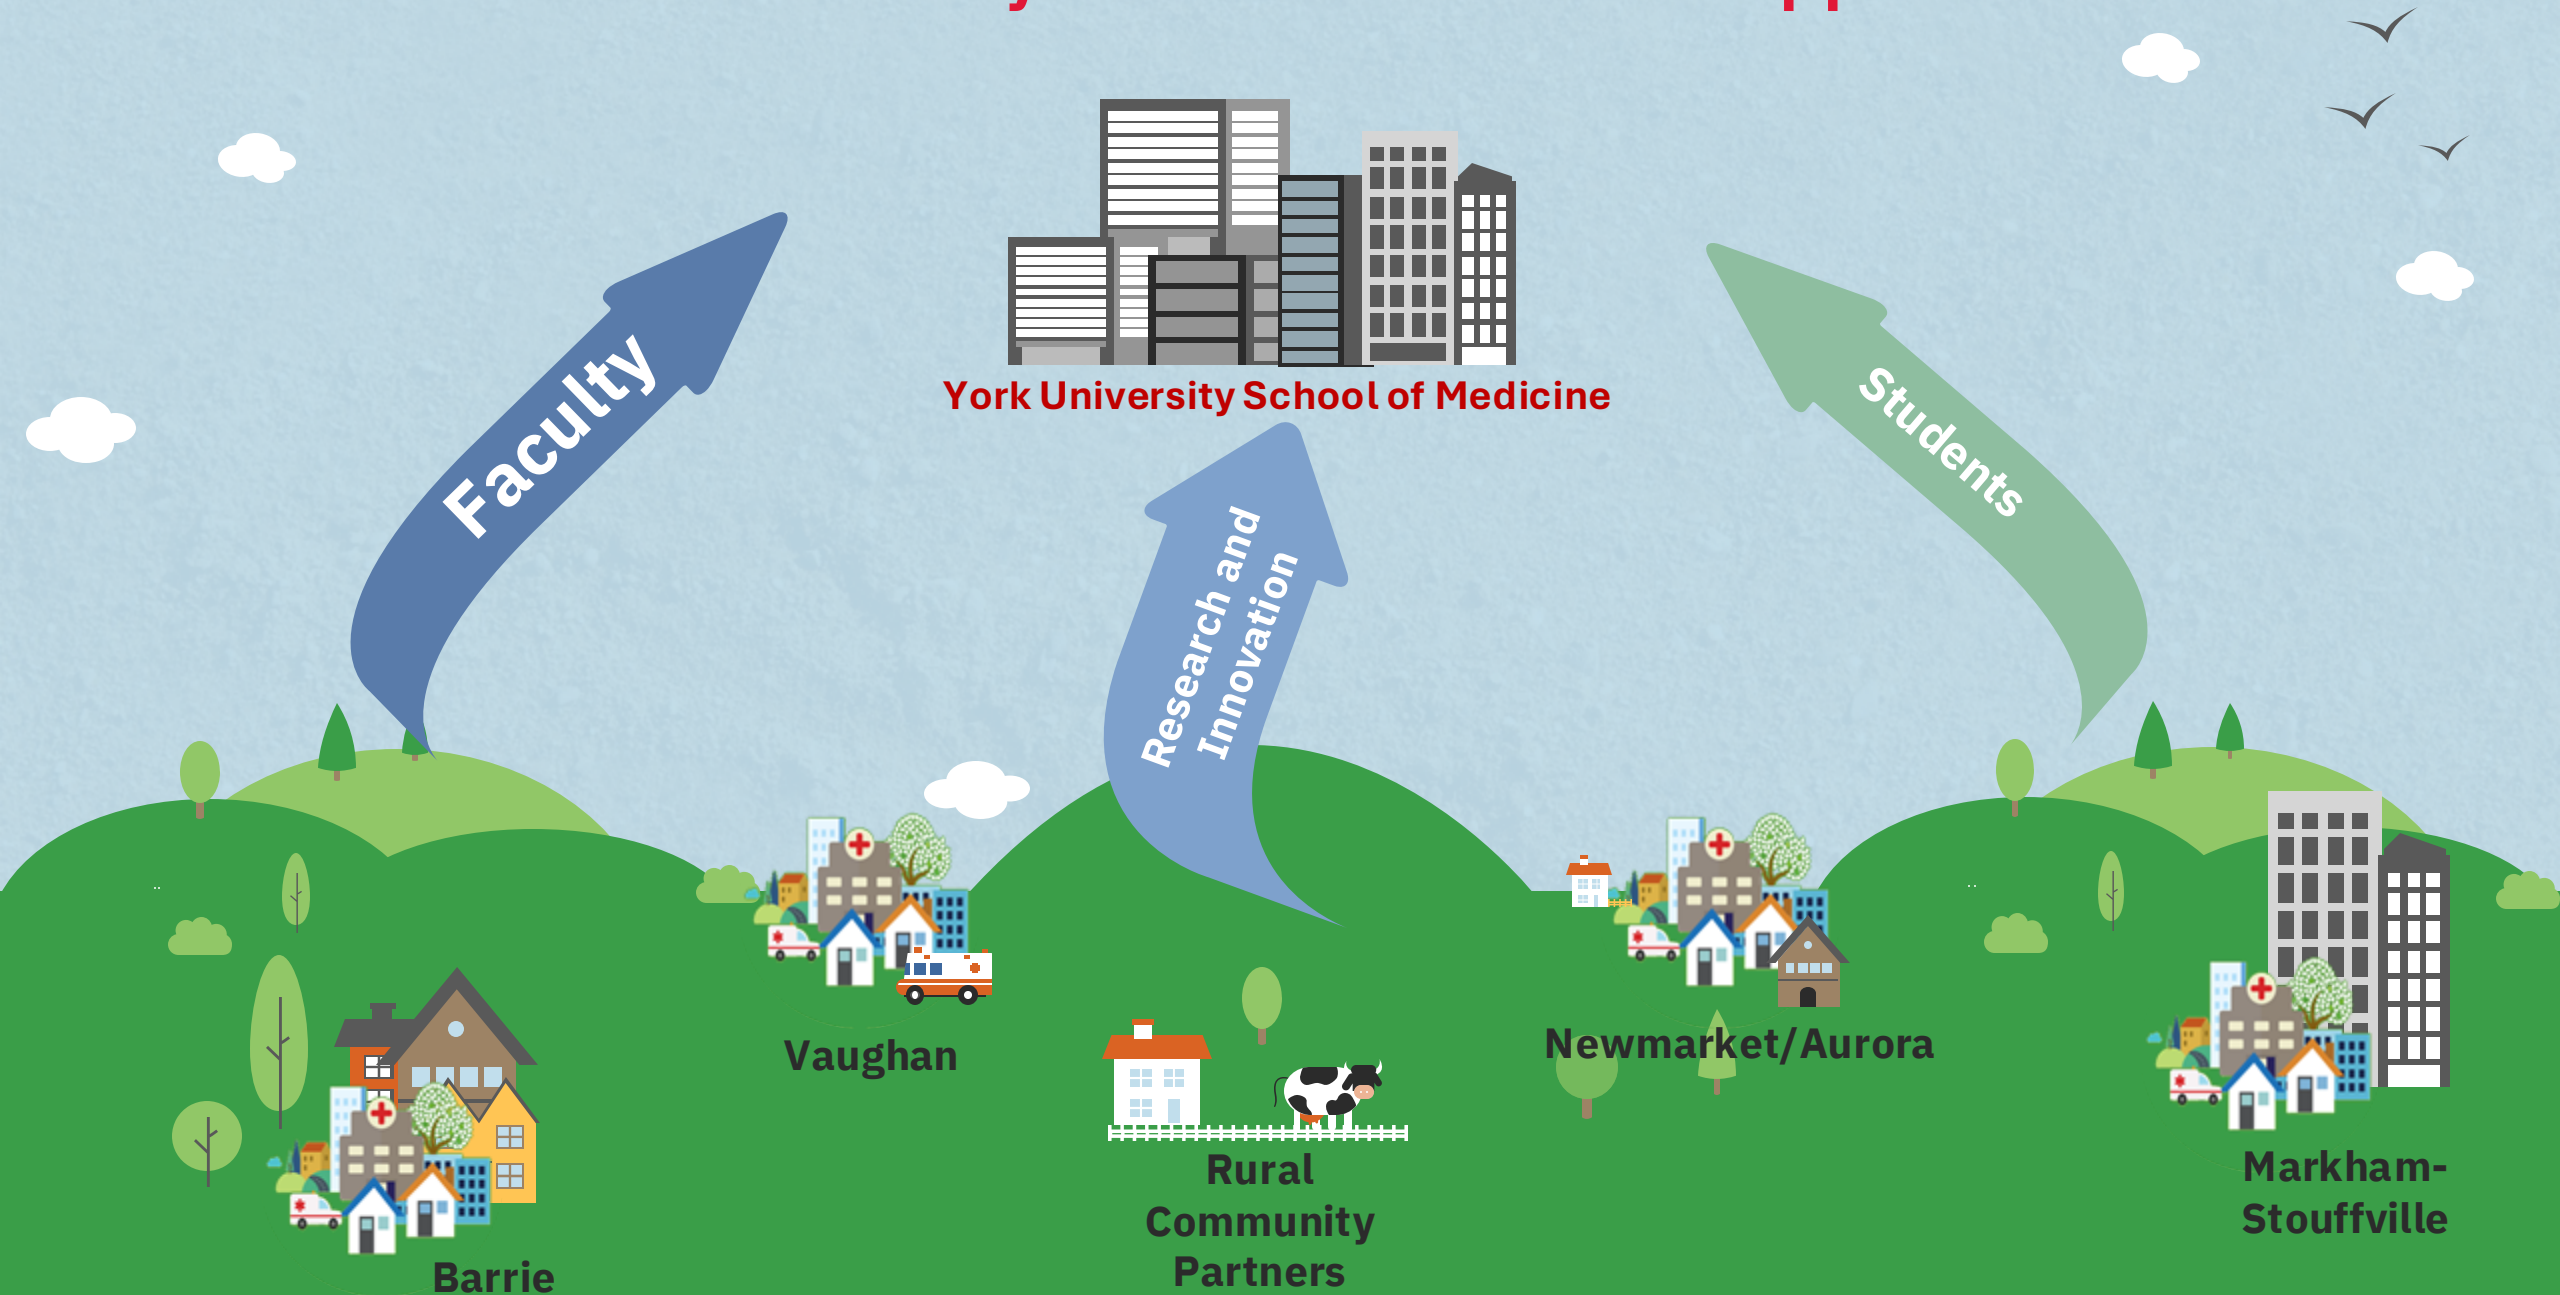 York University School of Medicine
Faculty
Research and
Innovation
Students
Vaughan
Newmarket/Aurora
Rural
Community
Partners
Markham-
Stouffville
Barrie